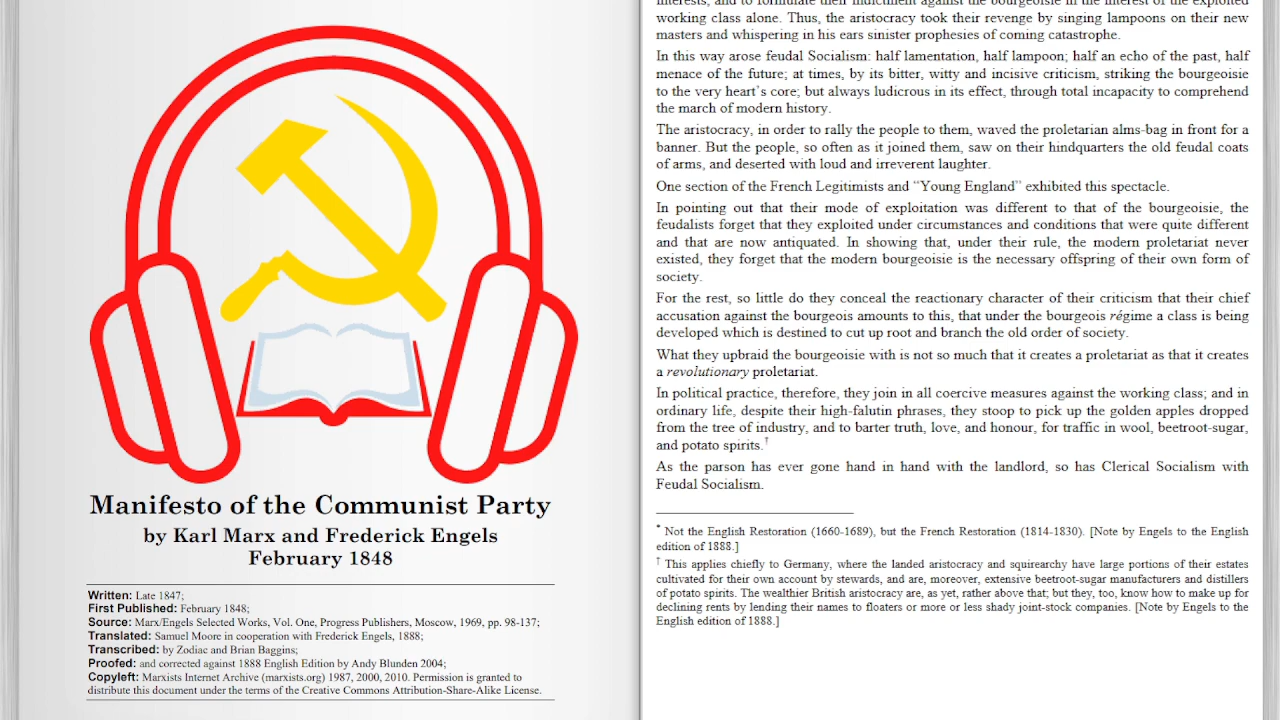 Manifesto of the Communist Party
by Karl Marx and Frederick Engels
February 1848
Written: Late 1847;
First Published: February 1848;
Source: Marx/Engels Selected Works, Vol. One, Progress Publishers, Moscow, 1969, pp. 98-137;
Translated: Samuel Moore in cooperation with Frederick Engels, 1888;
Transcribed: by Zodiac and Brian Baggins;
Proofed: and corrected against 1888 English Edition by Andy Blunden 2004;
Copyleft: Marxists Internet Archive (marxists.org) 1987, 2000, 2010. Permission is granted to
distribute this document under the terms of the Creative Commons Attribution-Share-Alike License.
interests, and to formulate their indictment against the bourgeoisie in the interest of the exploited
working class alone. Thus, the aristocracy took their revenge by singing lampoons on their new
masters and whispering in his ears sinister prophesies of coming catastrophe.
In this way arose feudal Socialism: half lamentation, half lampoon; half an echo of the past, half
menace of the future; at times, by its bitter, witty and incisive criticism, striking the bourgeoisie
to the very heart's core; but always ludicrous in its effect, through total incapacity to comprehend
the march of modern history.
The aristocracy, in order to rally the people to them, waved the proletarian alms-bag in front for a
banner. But the people, so often as it joined them, saw on their hindquarters the old feudal coats
of arms, and deserted with loud and irreverent laughter.
One section of the French Legitimists and “Young England” exhibited this spectacle.
In pointing out that their mode of exploitation was different to that of the bourgeoisie, the
feudalists forget that they exploited under circumstances and conditions that were quite different
and that are now antiquated. In showing that, under their rule, the modern proletariat never
existed, they forget that the modern bourgeoisie is the necessary offspring of their own form of
society.
For the rest, so little do they conceal the reactionary character of their criticism that their chief
accusation against the bourgeois amounts to this, that under the bourgeois régime a class is being
developed which is destined to cut up root and branch the old order of society.
What they upbraid the bourgeoisie with is not so much that it creates a proletariat as that it creates
a revolutionary proletariat.
In political practice, therefore, they join in all coercive measures against the working class; and in
ordinary life, despite their high-falutin phrases, they stoop to pick up the golden apples dropped
from the tree of industry, and to barter truth, love, and honour, for traffic in wool, beetroot-sugar,
and potato spirits.†
As the parson has ever gone hand in hand with the landlord, so has Clerical Socialism with
Feudal Socialism.
* Not the English Restoration (1660-1689), but the French Restoration (1814-1830). [Note by Engels to the English
edition of 1888.]
† This applies chiefly to Germany, where the landed aristocracy and squirearchy have large portions of their estates
cultivated for their own account by stewards, and are, moreover, extensive beetroot-sugar manufacturers and distillers
of potato spirits. The wealthier British aristocracy are, as yet, rather above that; but they, too, know how to make up for
declining rents by lending their names to floaters or more or less shady joint-stock companies. [Note by Engels to the
English edition of 1888.]